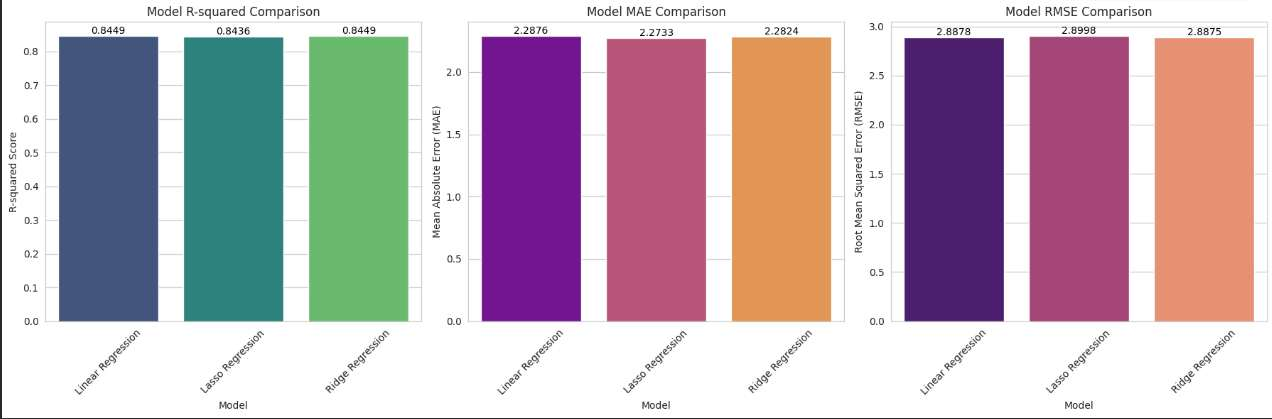 Model R-squared Comparison
0.8449
0.8436
0.8449
0.8
0.7
0.6
0.5
0.4
0.3
0.2
0.1
0.0
R-squared Score
Linear Regression
Lasso Regression
Ridge Regression
Model
Model MAE Comparison
2.2876
2.2733
2.2824
2.0
1.5
1.0
0.5
0.0
Mean Absolute Error (MAE)
Linear Regression
Lasso Regression
Ridge Regression
Model
Model RMSE Comparison
2.8878
2.8998
2.8875
3.0
2.5
2.0
1.5
1.0
0.5
0.0
Root Mean Squared Error (RMSE)
Linear Regression
Lasso Regression
Ridge Regression
Model